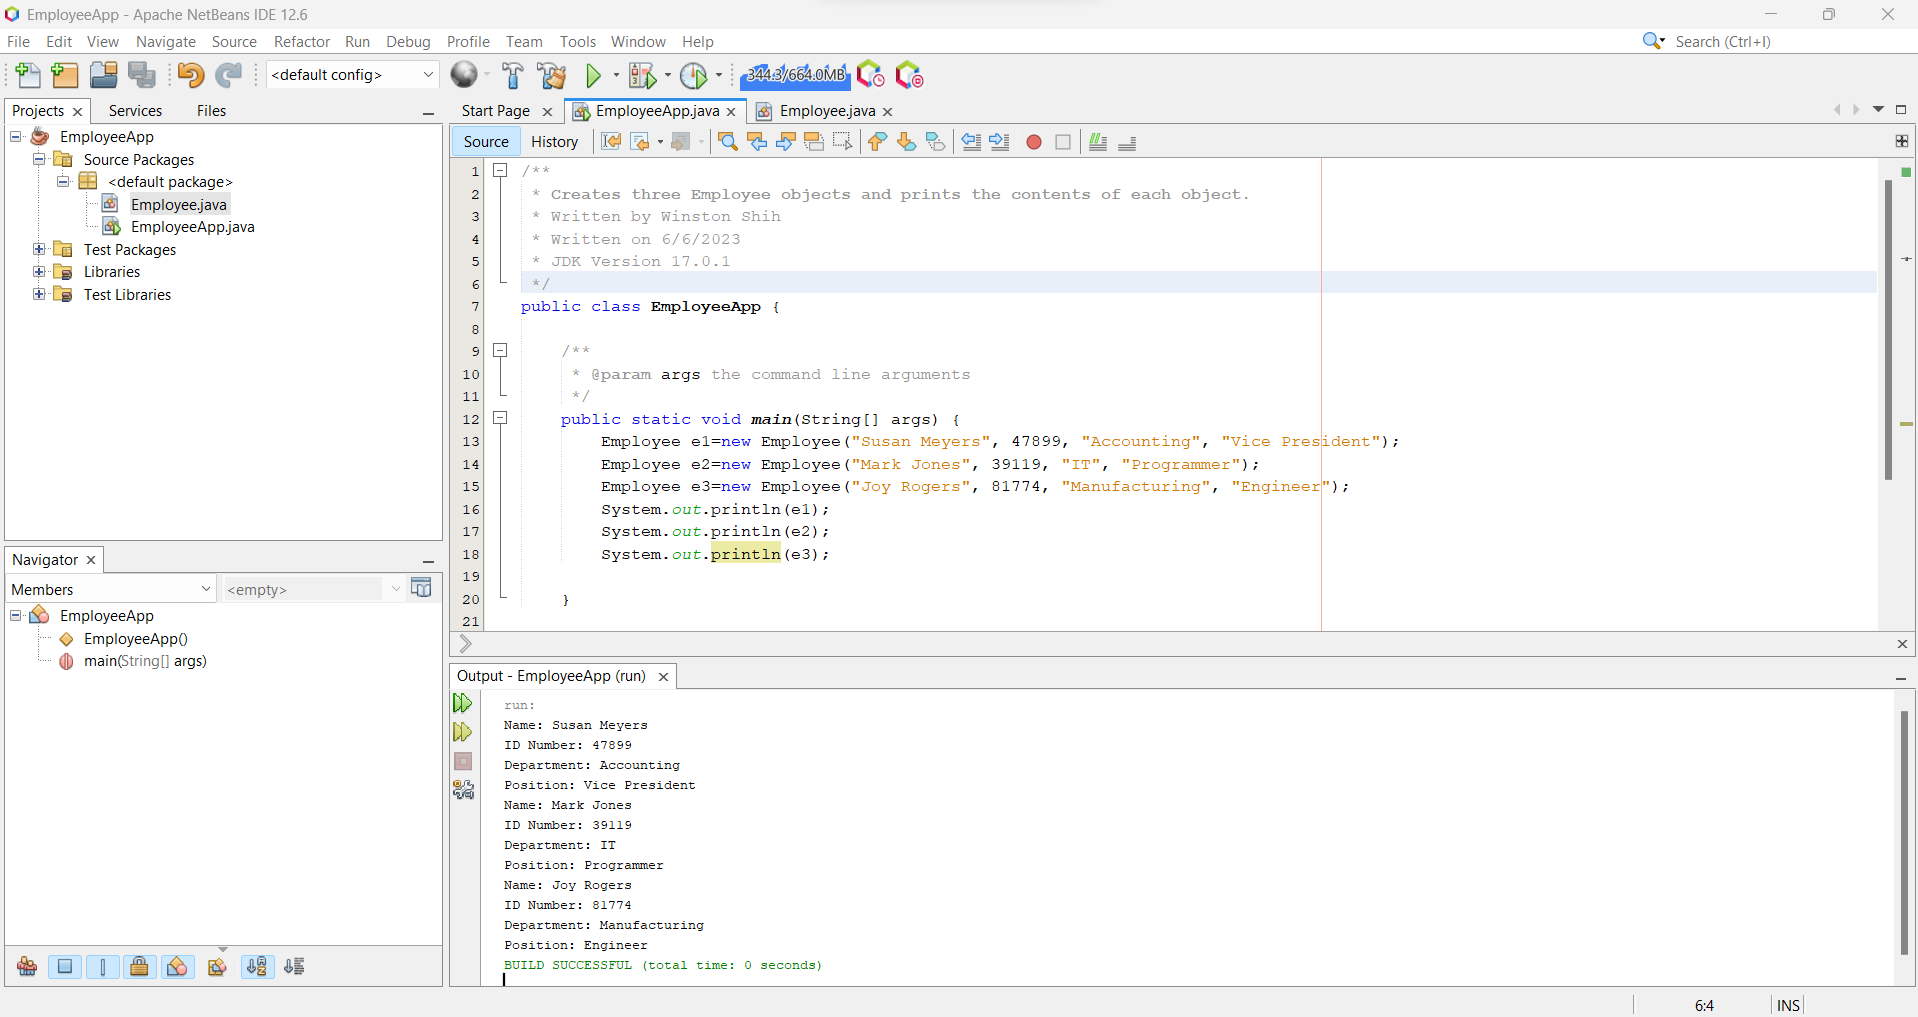 EmployeeApp - Apache NetBeans IDE 12.6
File Edit View Navigate Source Refactor Run Debug Profile Team Tools Window Help
Search (Ctrl+I)
<default config>
344.3/664.0MB
Projects Services Files
EmployeeApp
Source Packages
<default package>
Employee.java
EmployeeApp.java
Test Packages
Libraries
Test Libraries
Navigator
Members
<empty>
EmployeeApp
EmployeeApp()
main(String[] args)
Start Page EmployeeApp.java Employee.java
Source History
1 /**
2 * Creates three Employee objects and prints the contents of each object.
3 * Written by Winston Shih
4 * Written on 6/6/2023
5 * JDK Version 17.0.1
6 */
7 public class EmployeeApp {
8
9 /**
10 * @param args the command line arguments
11 */
12 public static void main(String[] args) {
13 Employee e1=new Employee("Susan Meyers", 47899, "Accounting", "Vice President");
14 Employee e2=new Employee("Mark Jones", 39119, "IT", "Programmer");
15 Employee e3=new Employee("Joy Rogers", 81774, "Manufacturing", "Engineer");
16 System.out.println(e1);
17 System.out.println(e2);
18 System.out.println(e3);
19
20 }
21
Output - EmployeeApp (run)
run:
Name: Susan Meyers
ID Number: 47899
Department: Accounting
Position: Vice President
Name: Mark Jones
ID Number: 39119
Department: IT
Position: Programmer
Name: Joy Rogers
ID Number: 81774
Department: Manufacturing
Position: Engineer
BUILD SUCCESSFUL (total time: 0 seconds)
6:4 INS